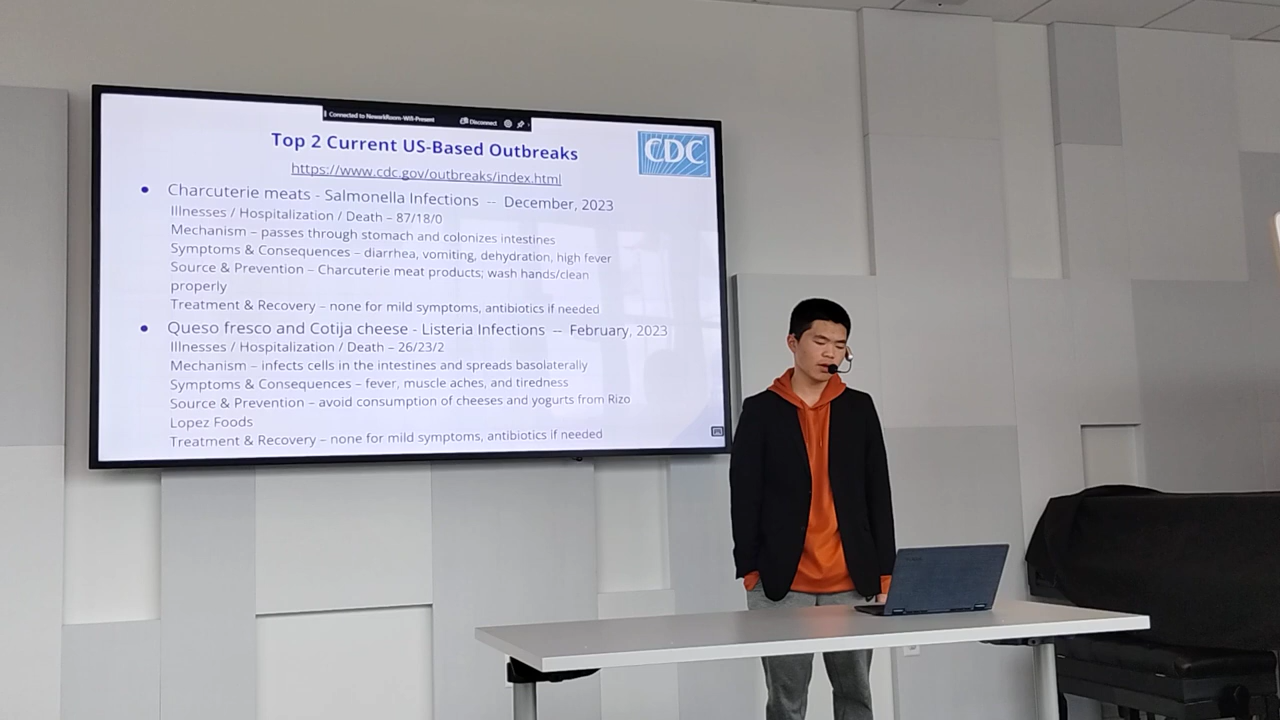 Connected to NeworkRoom-Wifi-Present Disconnect
Top 2 Current US-Based Outbreaks
CDC
https://www.cdc.gov/outbreaks/index.html
• Charcuterie meats - Salmonella Infections -- December, 2023
Illnesses / Hospitalization / Death – 87/18/0
Mechanism – passes through stomach and colonizes intestines
Symptoms & Consequences – diarrhea, vomiting, dehydration, high fever
Source & Prevention – Charcuterie meat products; wash hands/clean
properly
Treatment & Recovery – none for mild symptoms, antibiotics if needed
• Queso fresco and Cotija cheese - Listeria Infections -- February, 2023
Illnesses / Hospitalization / Death – 26/23/2
Mechanism – infects cells in the intestines and spreads basolaterally
Symptoms & Consequences – fever, muscle aches, and tiredness
Source & Prevention – avoid consumption of cheeses and yogurts from Rizo
Lopez Foods
Treatment & Recovery – none for mild symptoms, antibiotics if needed